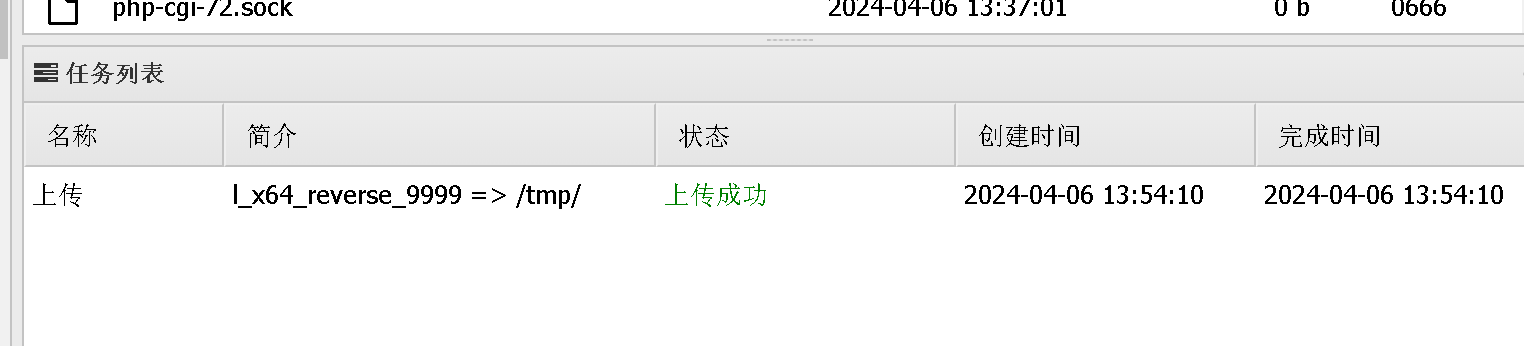 php-cgi-72.sock 2024-04-06 13:37:01 0 b 0666
任务列表
名称 简介 状态 创建时间 完成时间
上传 l_x64_reverse_9999 => /tmp/ 上传成功 2024-04-06 13:54:10 2024-04-06 13:54:10